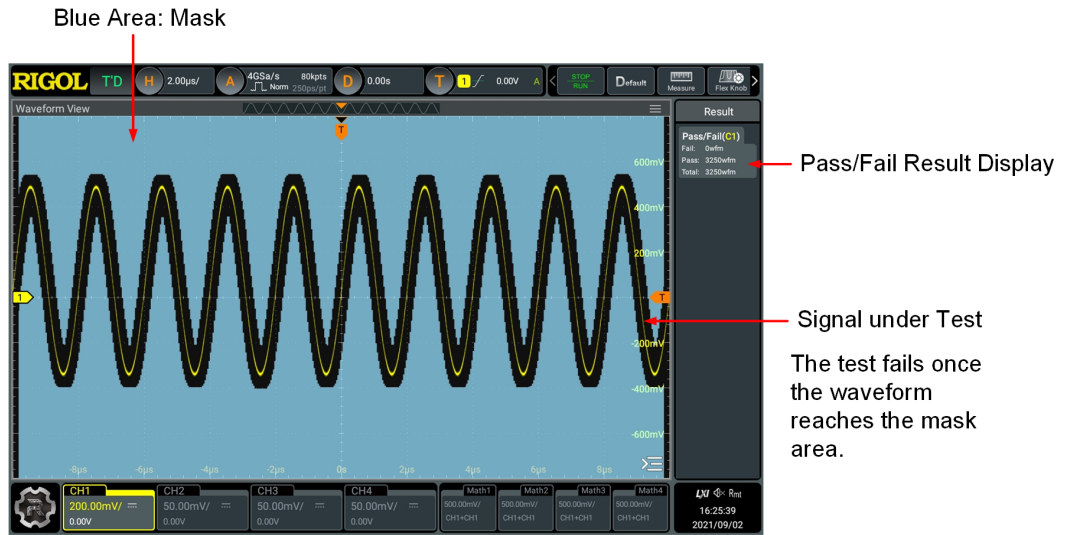 Blue Area: Mask
RIGOL T'D H 2.00μs/ A 4GSa/s 80kpts Norm 250ps/pt D 0.00s T 1 0.00V A < STOP RUN Default Measure Flex Knob >
Waveform View
Result
T
Pass/Fail(C1)
Fail: 0wfm
Pass: 3250wfm
Total: 3250wfm
Pass/Fail Result Display
600mV
400mV
200mV
1
T
Signal under Test
-200mV
The test fails once
the waveform
reaches the mask
area.
-400mV
-600mV
-8μs -6μs -4μs -2μs 0s 2μs 4μs 6μs 8μs
CH1 CH2 CH3 CH4 Math1 Math2 Math3 Math4
200.00mV/ 50.00mV/ 50.00mV/ 50.00mV/ 500.00mV/ 500.00mV/ 500.00mV/ 500.00mV/
0.00V 0.00V 0.00V 0.00V CH1+CH1 CH1+CH1 CH1+CH1 CH1+CH1
LXI Rmt
16:25:39
2021/09/02